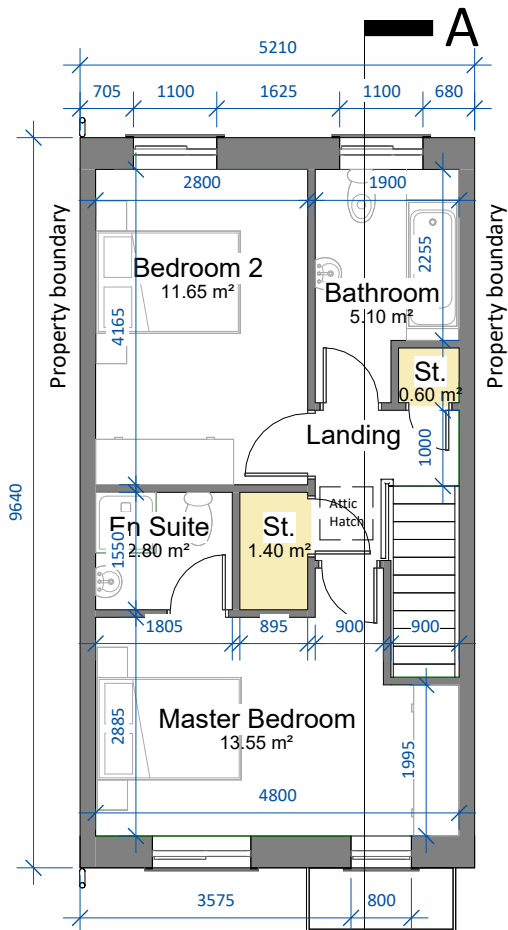 A
5210
705
1100
1625
1100
680
2800
1900
Property boundary
Property boundary
2255
Bedroom 2
11.65 m²
Bathroom
5.10 m²
4165
St.
0.60 m²
Landing
1000
9640
Attic
Hatch
En Suite
2.80 m²
1550
St.
1.40 m²
1805
895
900
900
Master Bedroom
13.55 m²
2885
1995
4800
3575
800